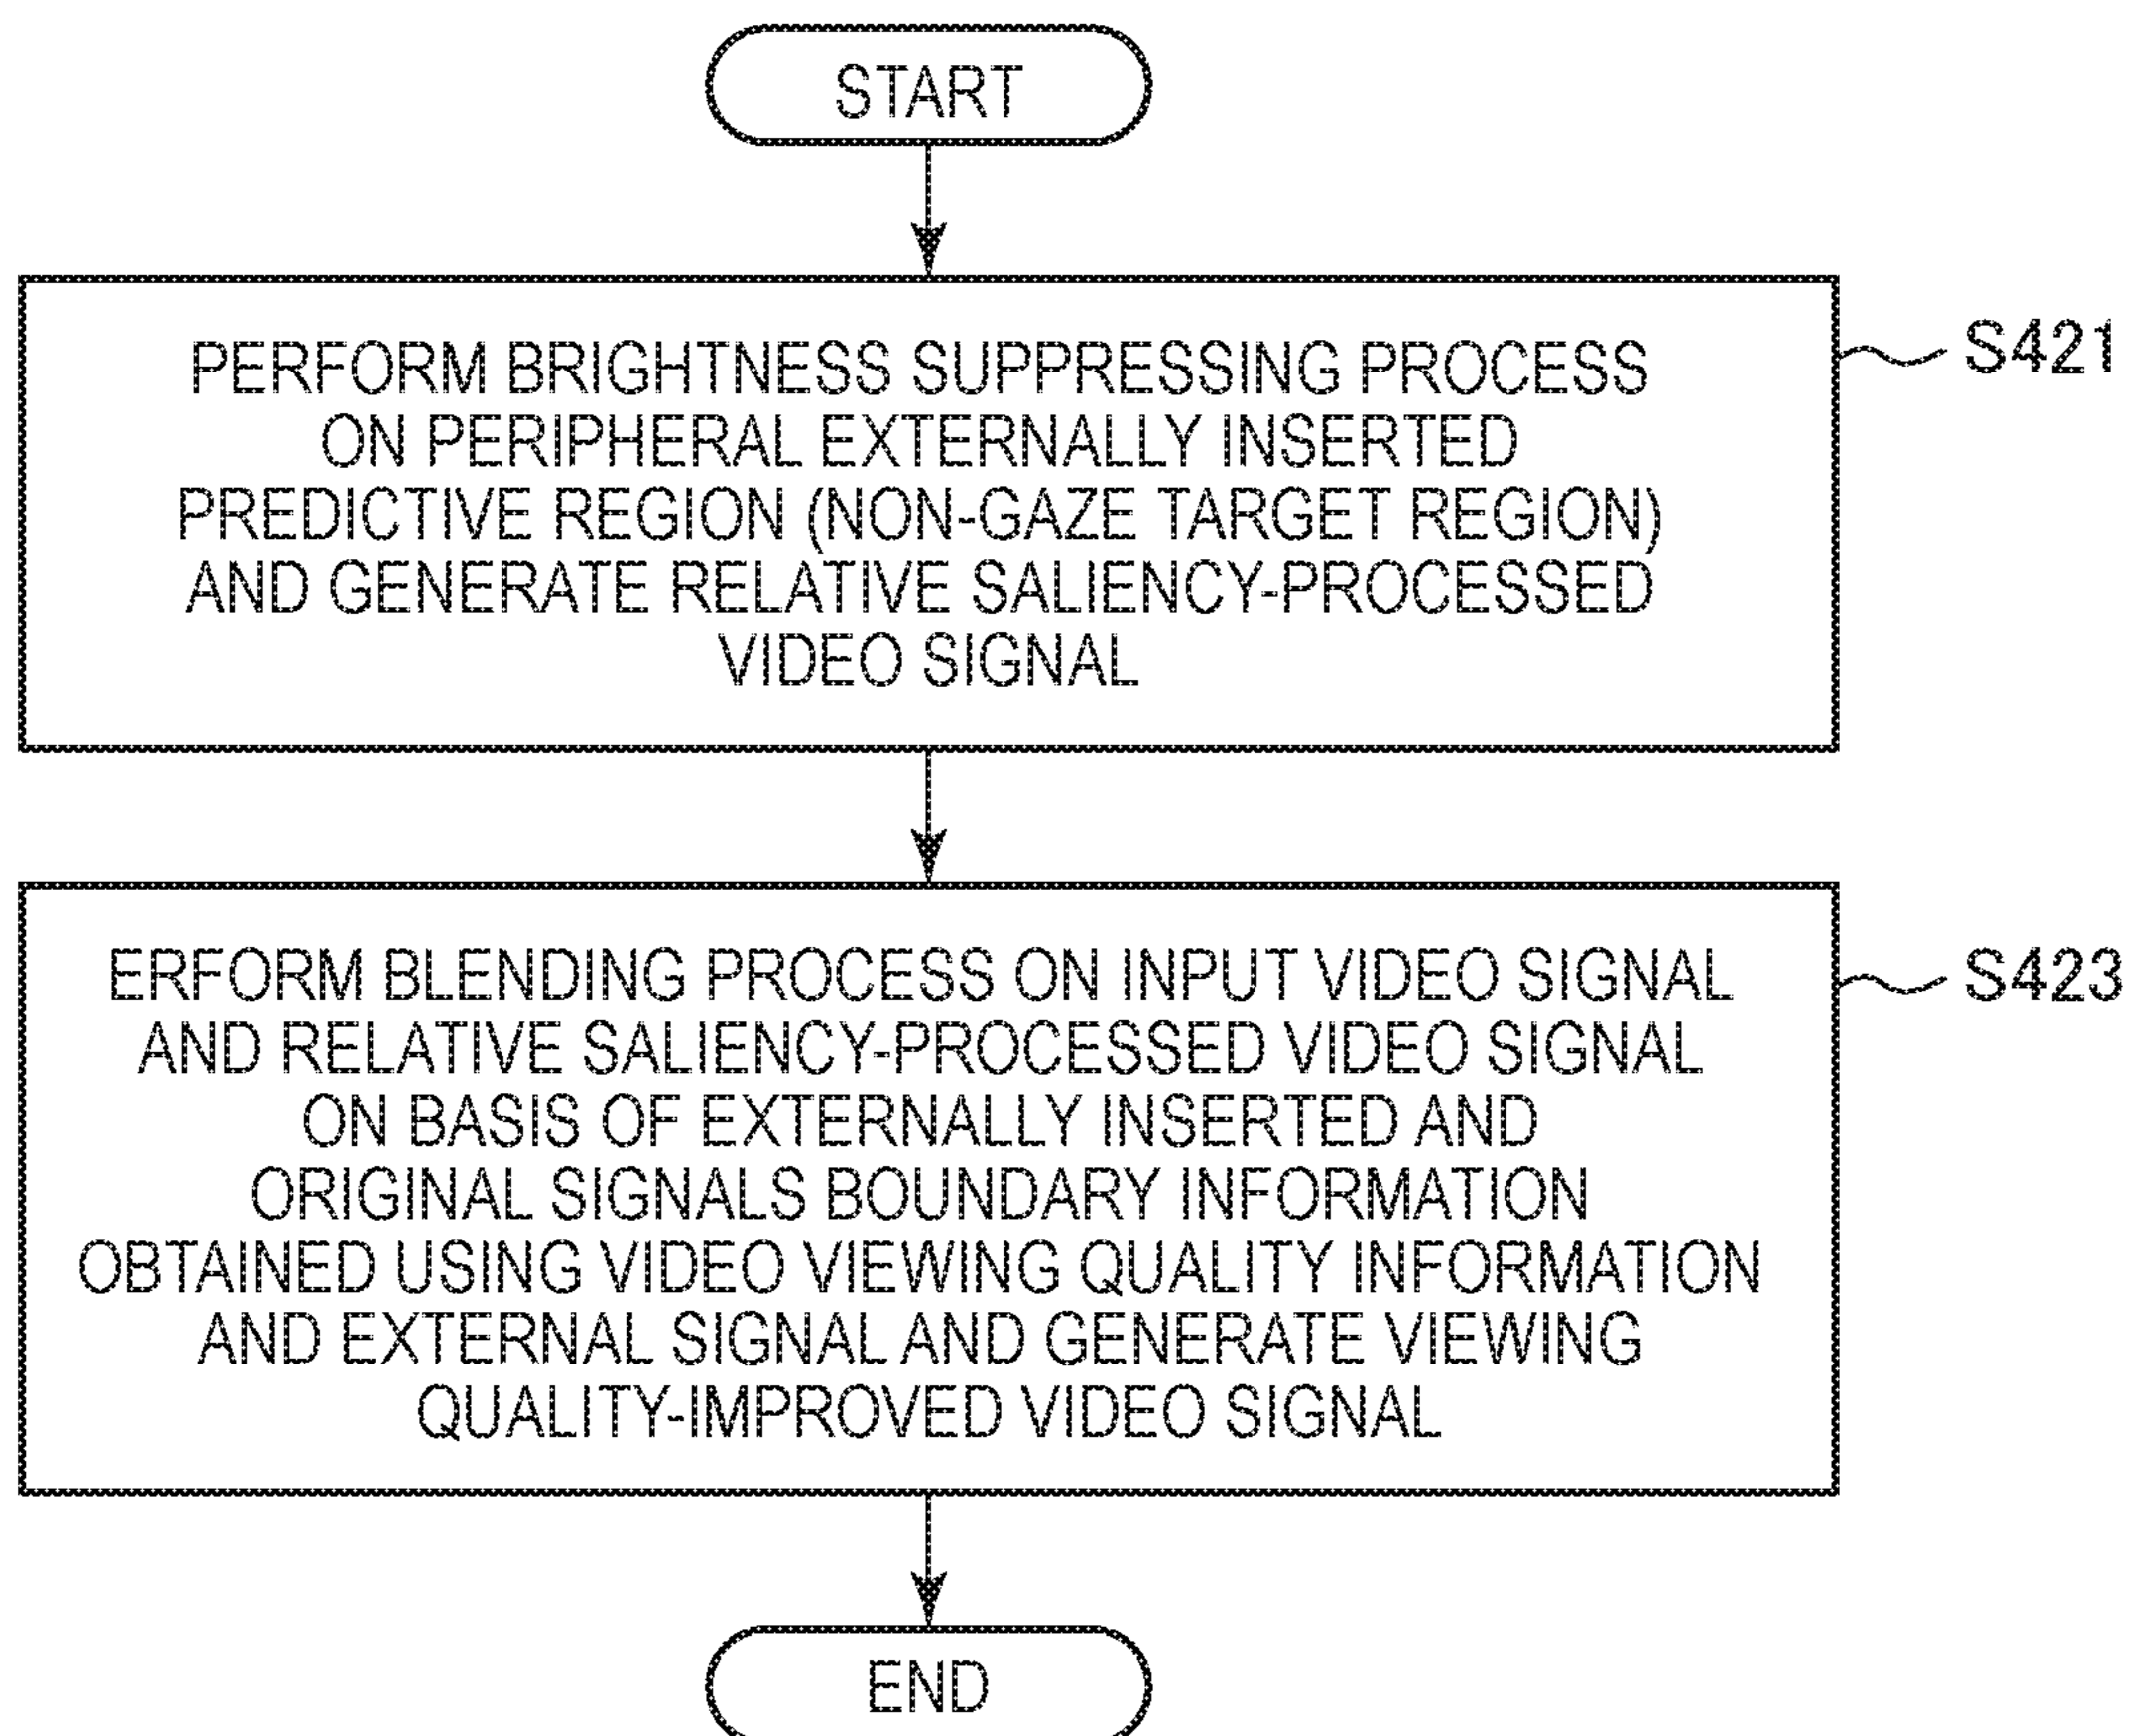 START
PERFORM BRIGHTNESS SUPPRESSING PROCESS
ON PERIPHERAL EXTERNALLY INSERTED
PREDICTIVE REGION (NON-GAZE TARGET REGION)
AND GENERATE RELATIVE SALIENCY-PROCESSED
VIDEO SIGNAL
S421
ERFORM BLENDING PROCESS ON INPUT VIDEO SIGNAL
AND RELATIVE SALIENCY-PROCESSED VIDEO SIGNAL
ON BASIS OF EXTERNALLY INSERTED AND
ORIGINAL SIGNALS BOUNDARY INFORMATION
OBTAINED USING VIDEO VIEWING QUALITY INFORMATION
AND EXTERNAL SIGNAL AND GENERATE VIEWING
QUALITY-IMPROVED VIDEO SIGNAL
S423
END